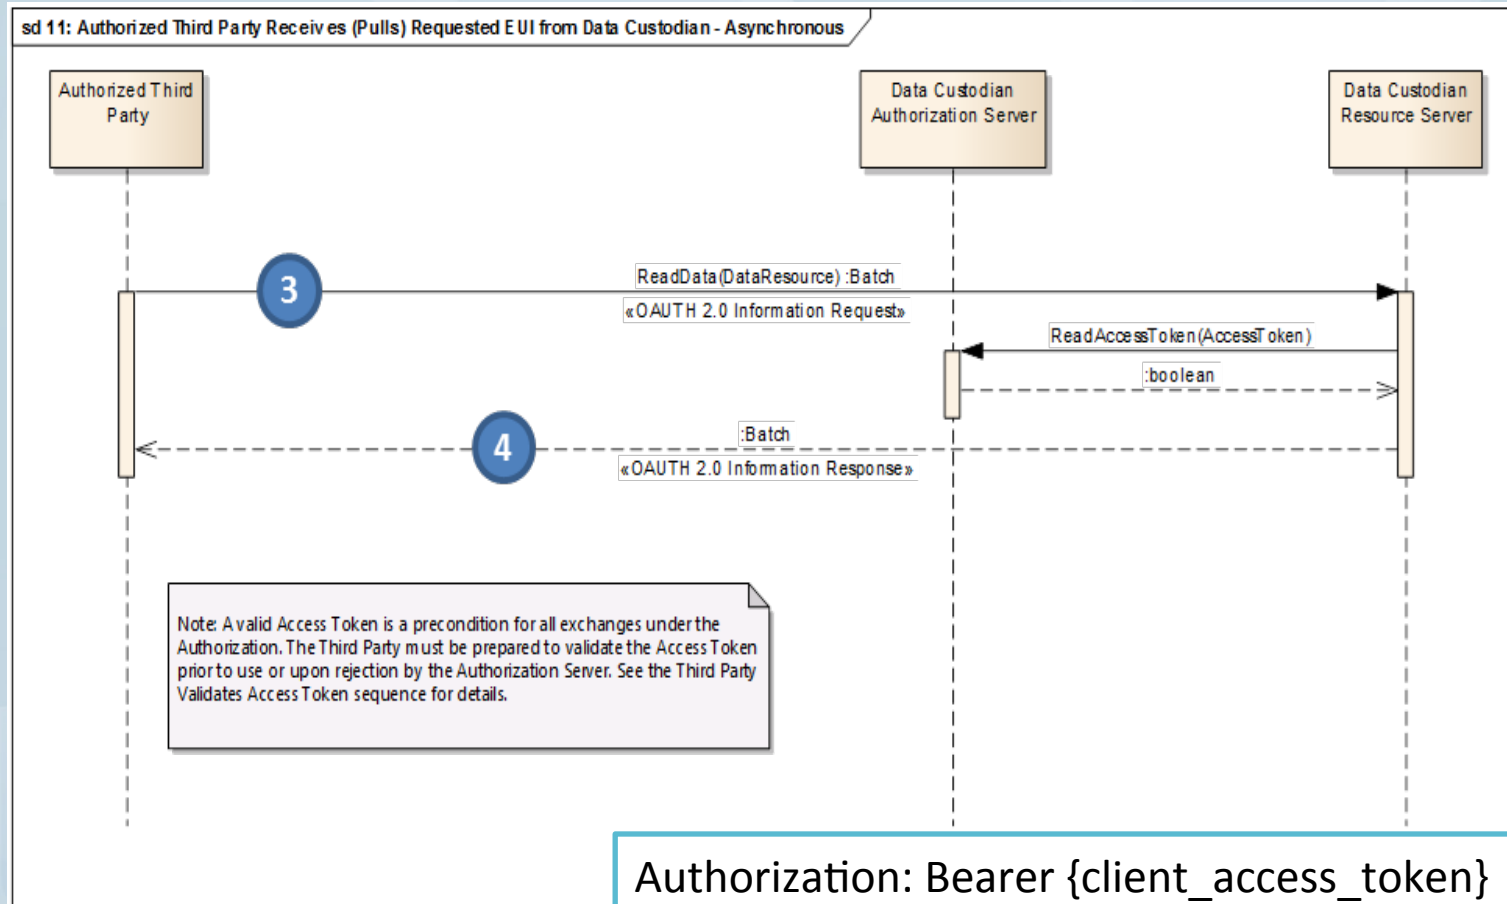 sd 11: Authorized Third Party Receives (Pulls) Requested EUI from Data Custodian - Asynchronous
Authorized Third
Party
Data Custodian
Authorization Server
Data Custodian
Resource Server
3
ReadData(DataResource) :Batch
«OAUTH 2.0 Information Request»
ReadAccessToken(AccessToken)
:boolean
4
:Batch
«OAUTH 2.0 Information Response»
Note: A valid Access Token is a precondition for all exchanges under the
Authorization. The Third Party must be prepared to validate the Access Token
prior to use or upon rejection by the Authorization Server. See the Third Party
Validates Access Token sequence for details.
Authorization: Bearer {client_access_token}